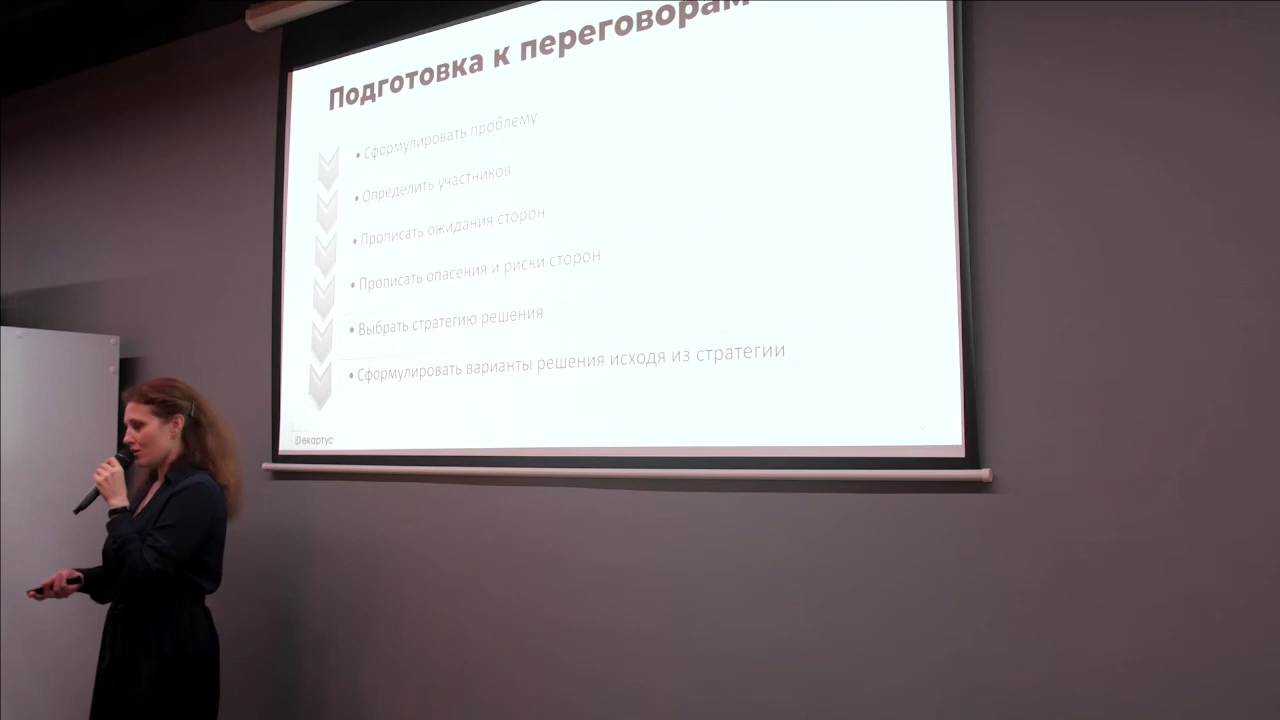 Подготовка к переговорам
• Сформулировать проблему
• Определить участников
• Прописать ожидания сторон
• Прописать опасения и риски сторон
• Выбрать стратегию решения
• Сформулировать варианты решения исходя из стратегии
Декартус